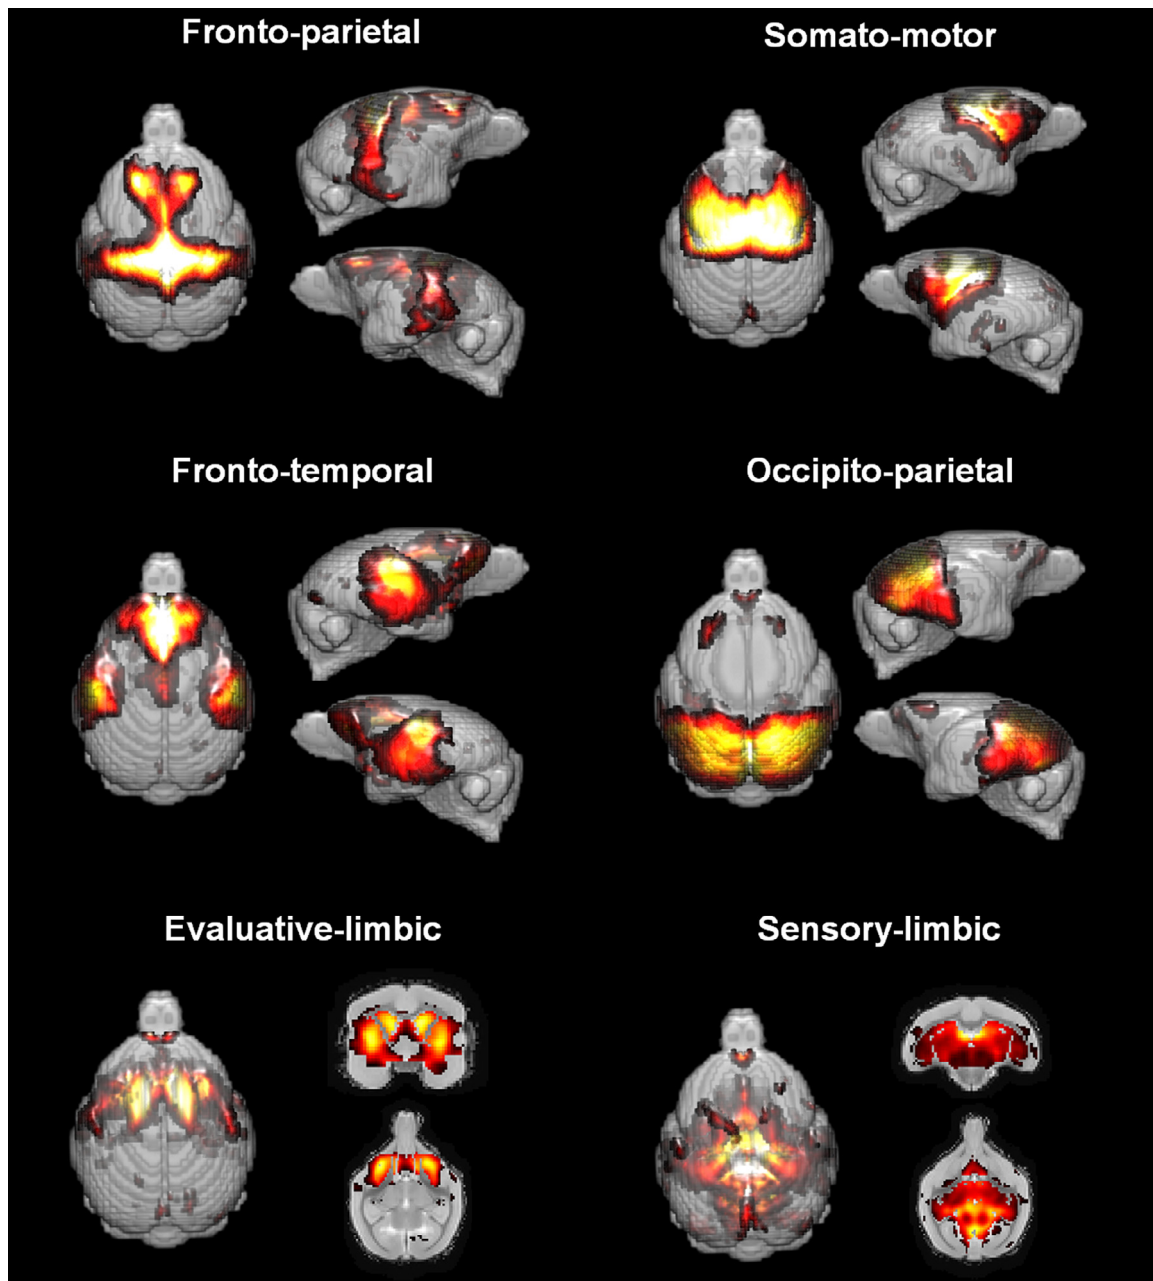 Fronto-parietal
Somato-motor
Fronto-temporal
Occipito-parietal
Evaluative-limbic
Sensory-limbic